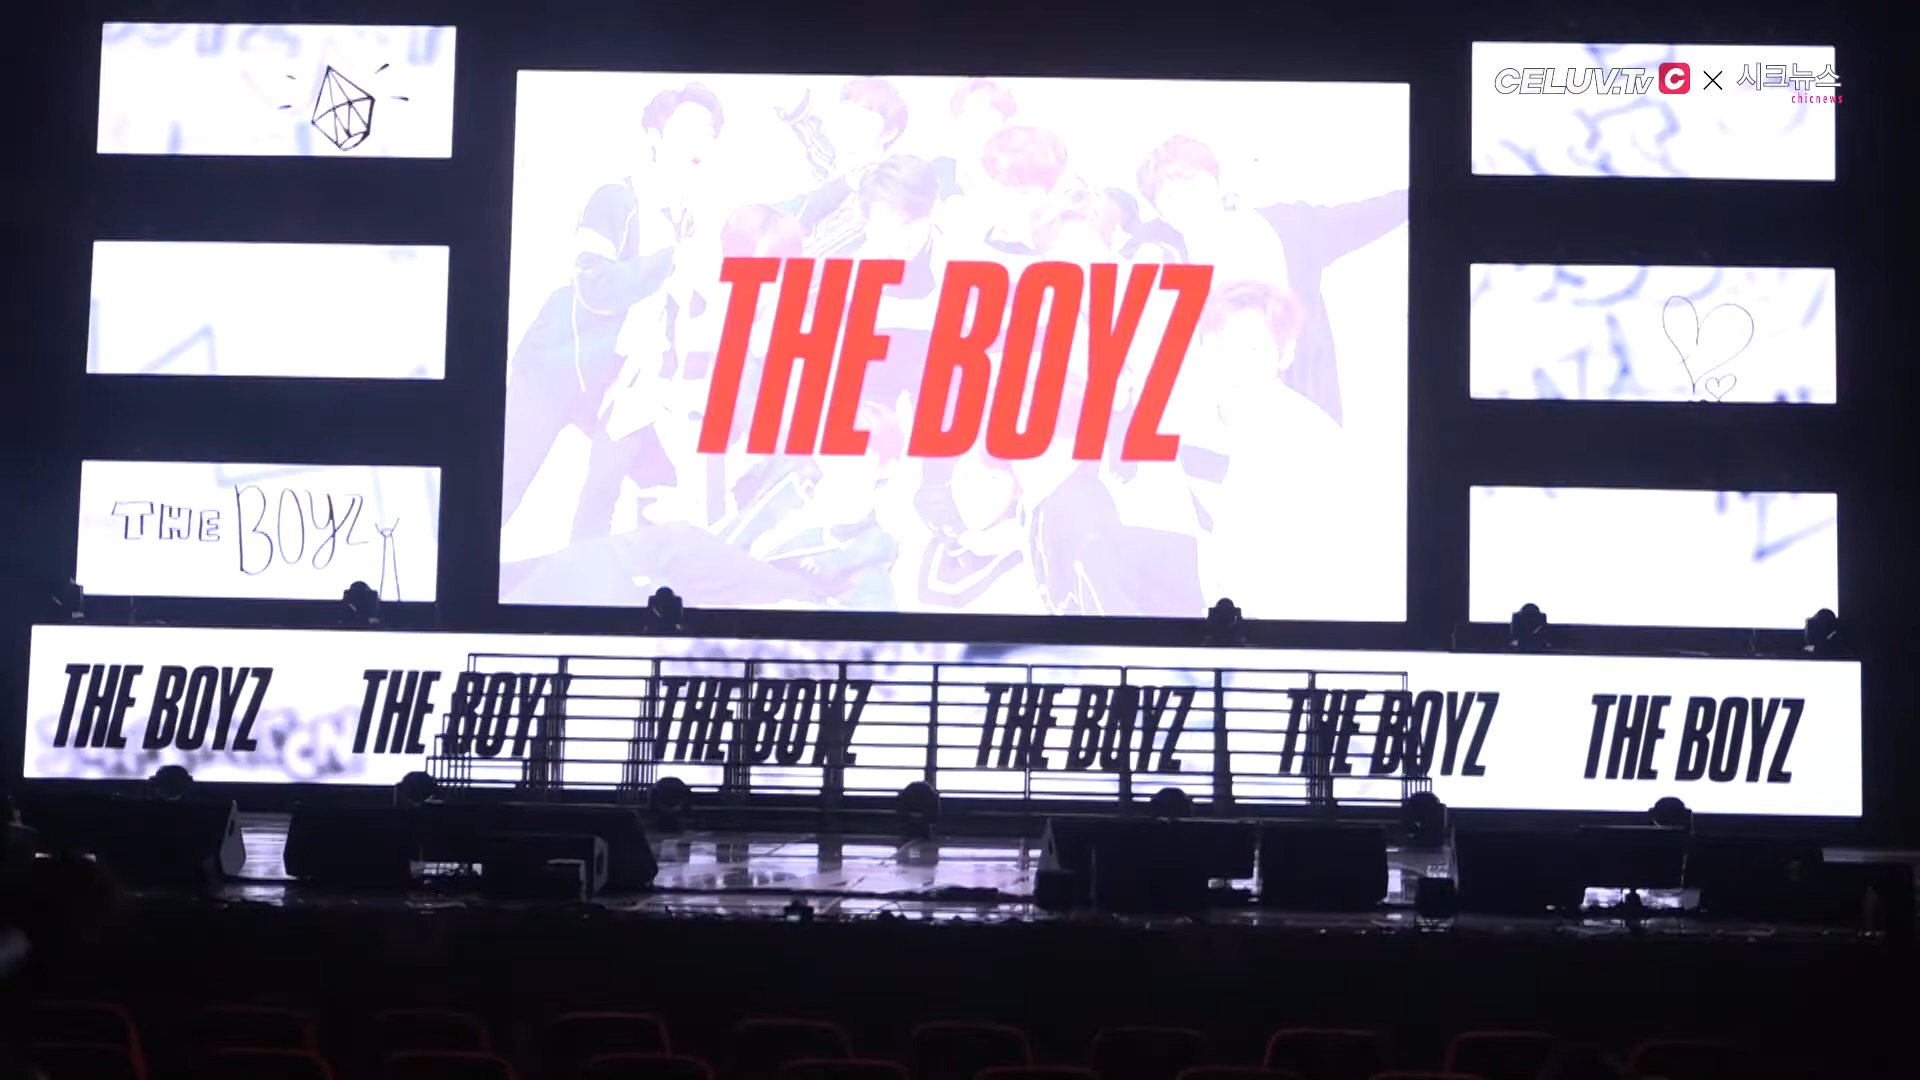 CELUV.TV C X 시크뉴스
chicnews
THE BOYZ
THE BOYZ
THE BOYZ THE BOYZ THE BOYZ THE BOYZ THE BOYZ THE BOYZ